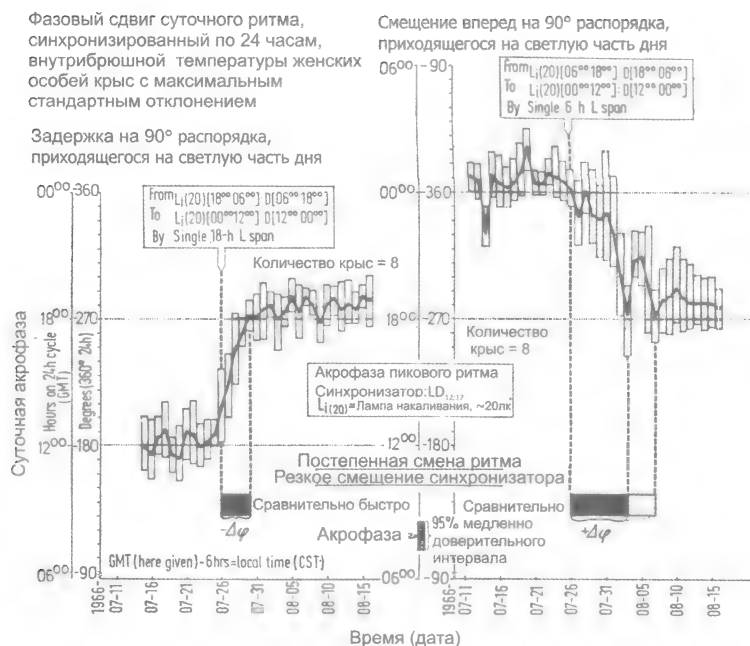 Фазовый сдвиг суточного ритма,
синхронизированный по 24 часам,
внутрибрюшной температуры женских
особей крыс с максимальным
стандартным отклонением
Задержка на 90° распорядка,
приходящегося на светлую часть дня
Смещение вперед на 90° распорядка,
приходящегося на светлую часть дня
06⁰⁰ -90
From Li(20)[06⁰⁰ 18⁰⁰] D[18⁰⁰ 06⁰⁰]
To Li(20)[00⁰⁰12⁰⁰]: D[12⁰⁰ 00⁰⁰]
By Single 6 h L span
00⁰⁰ -360
From Li(20)[18⁰⁰ 06⁰⁰] D[06⁰⁰ 18⁰⁰]
To Li(20)[00⁰⁰12⁰⁰] D[12⁰⁰ 00⁰⁰]
By Single 18-h L span
00⁰⁰ 360
Количество крыс = 8
18⁰⁰ -270
18⁰⁰ -270
Количество
крыс = 8
Суточная акрофаза
Hours on 24h cycle
(GMT)
Degrees (360° 24h)
Акрофаза пикового ритма
Синхронизатор:LD₁₂:₁₂
Li(20)=Лампа накаливания, ~20лк
12⁰⁰ -180
-12⁰⁰ -180
Постепенная смена ритма
Резкое смещение синхронизатора
Сравнительно быстро
-Δφ
Сравнительно
медленно
+Δφ
Акрофаза
95%
доверительного
интервала
GMT (here given)-6hrs=local time (CST)
06⁰⁰ -90
06⁰⁰ -90
1966-
07-11
07-16
07-21
07-26
07-31
08-05
08-10
08-15
1966-
07-11
07-16
07-21
07-26
07-31
08-05
08-10
08-15
Время (дата)